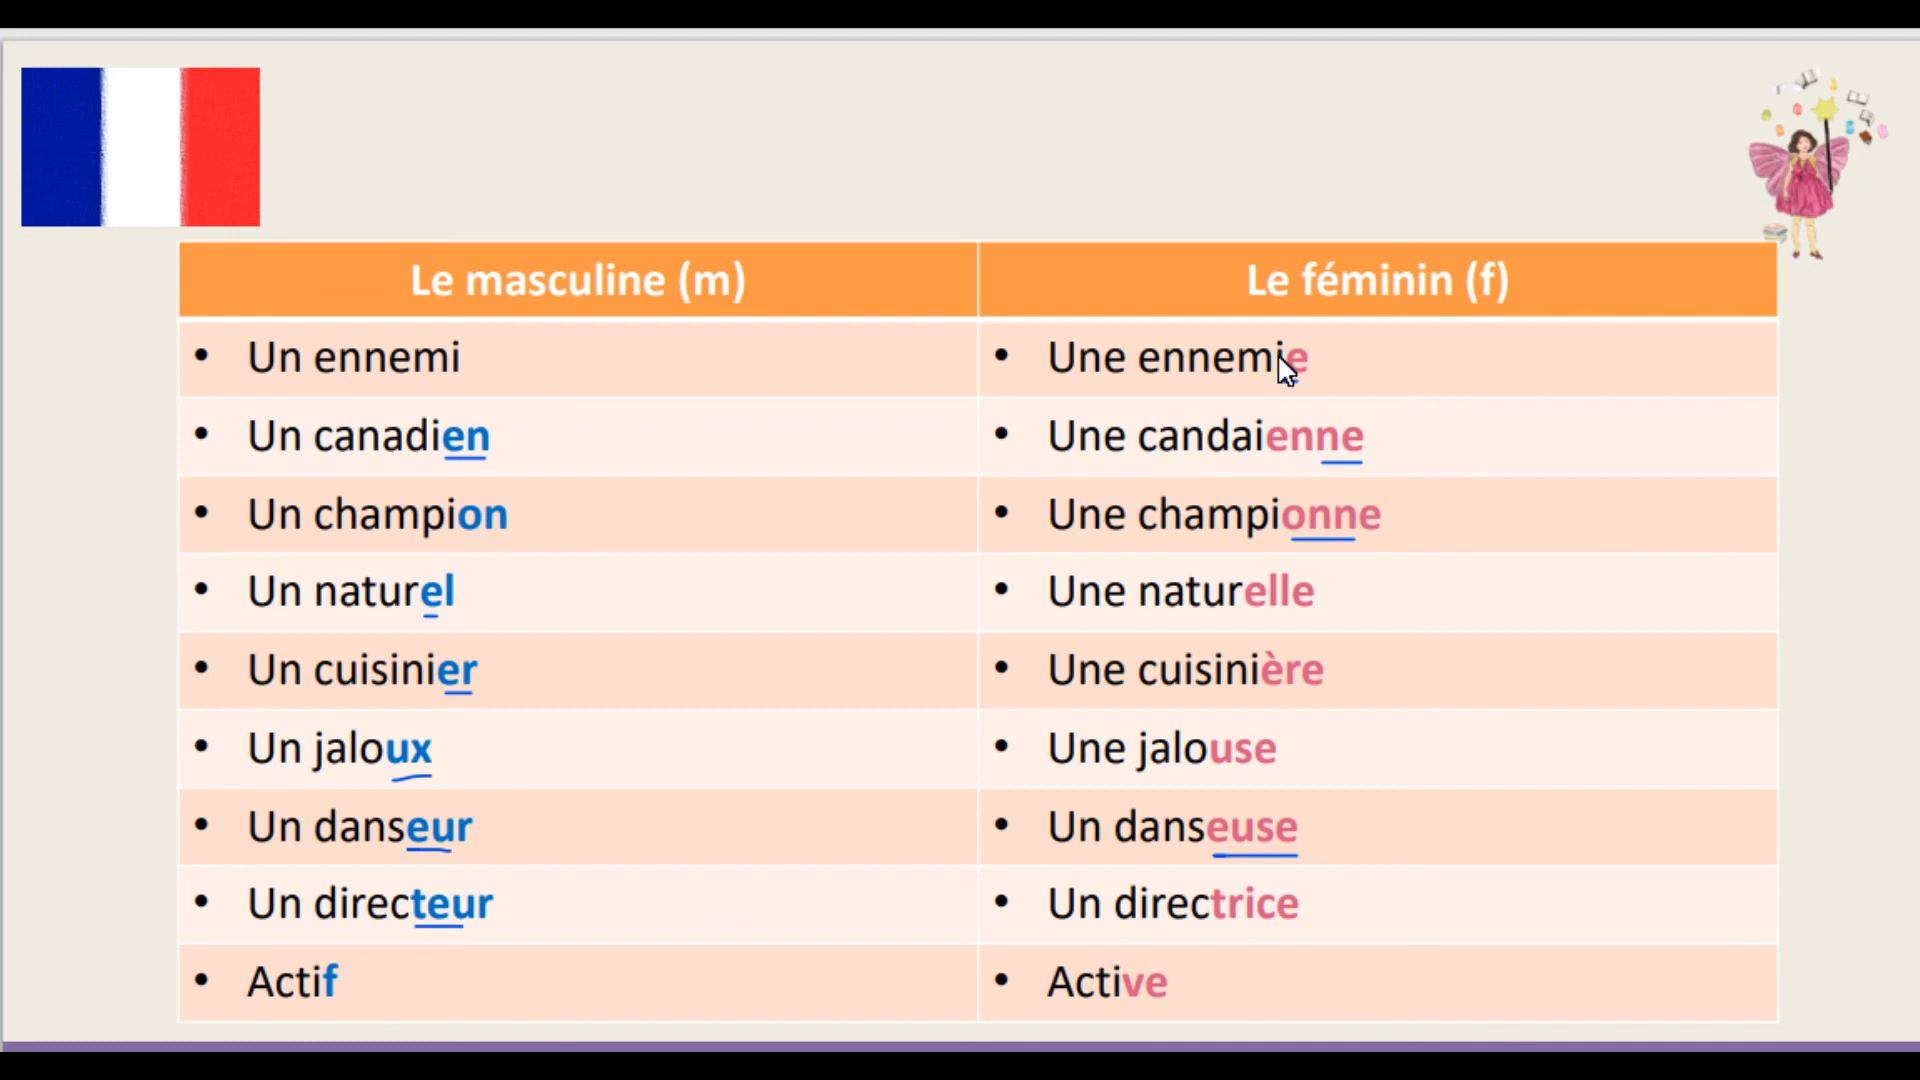 Le masculine (m) Le féminin (f)
• Un ennemi • Une ennemie
• Un canadien • Une candaienne
• Un champion • Une championne
• Un naturel • Une naturelle
• Un cuisinier • Une cuisinière
• Un jaloux • Une jalouse
• Un danseur • Un danseuse
• Un directeur • Un directrice
• Actif • Active